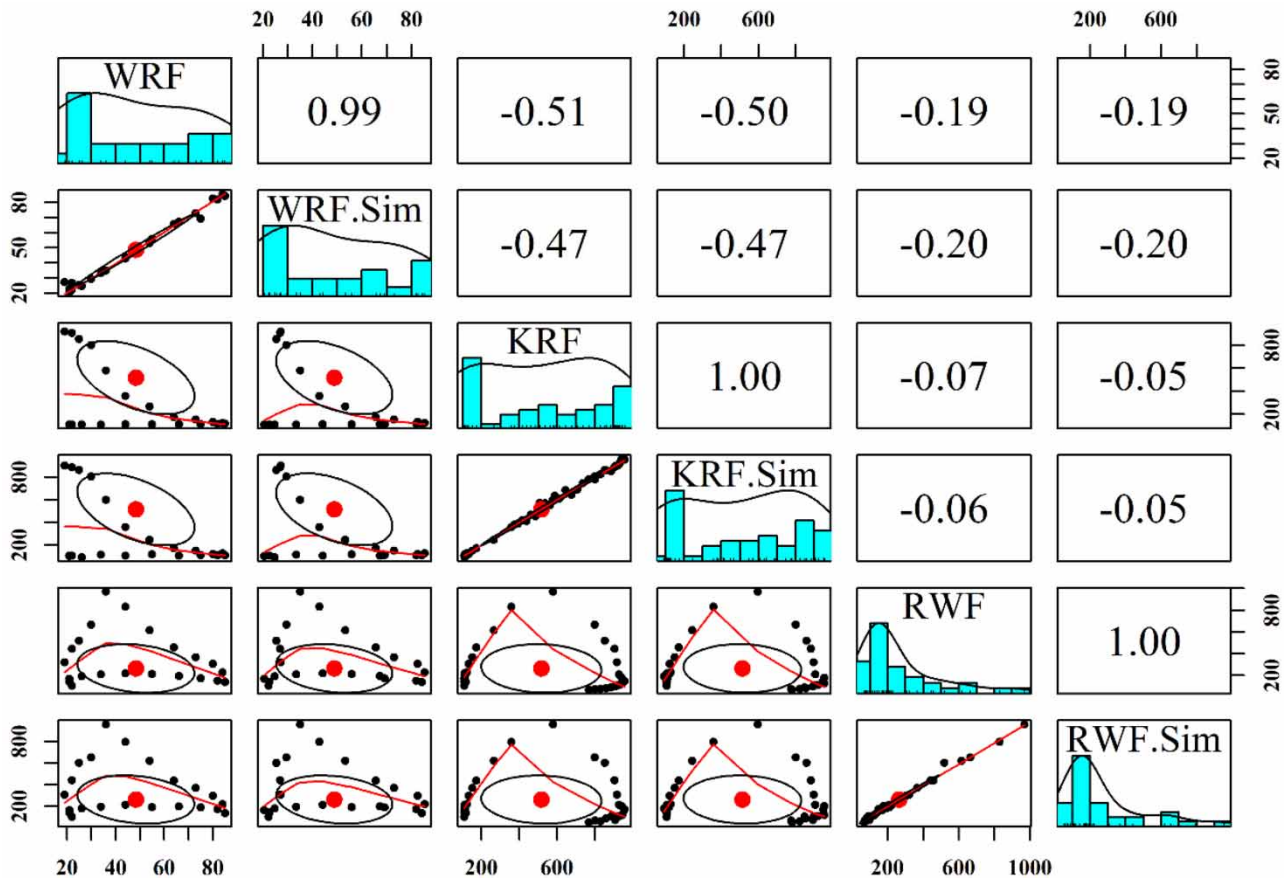 20 40 60 80 200 600 200 600
WRF 0.99 -0.51 -0.50 -0.19 -0.19 20 50 80
20 50 80 WRF.Sim -0.47 -0.47 -0.20 -0.20
KRF 1.00 -0.07 -0.05 200 800
200 800 KRF.Sim -0.06 -0.05
RWF 1.00 200 800
200 800 RWF.Sim
20 40 60 80 200 600 200 600 1000